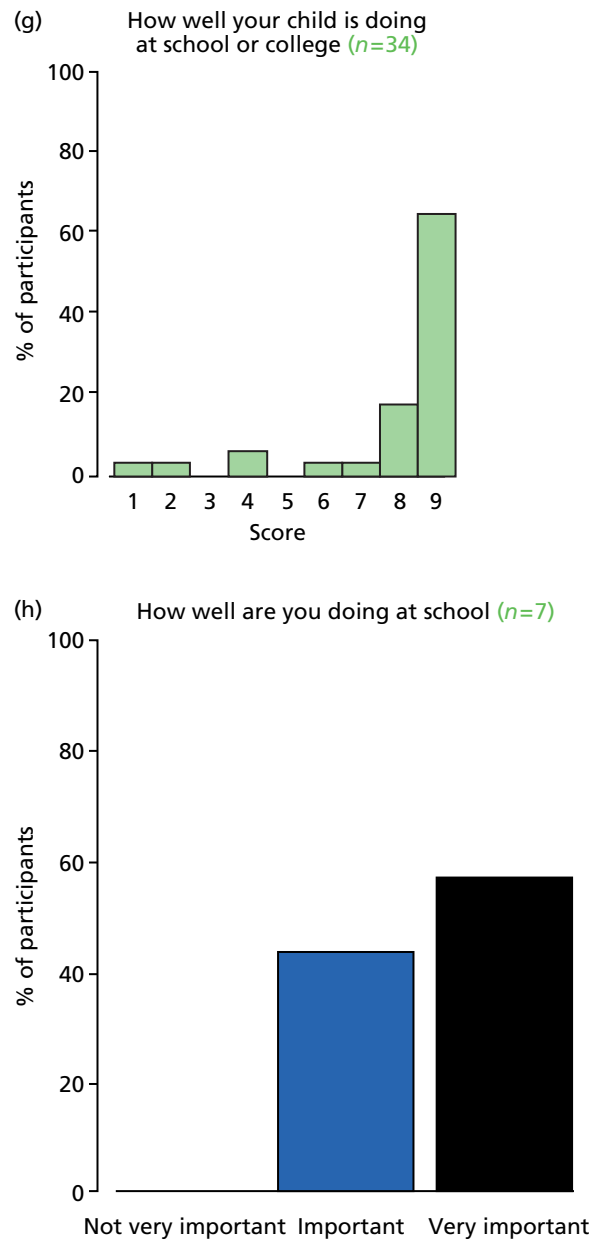 (g)
How well your child is doing
at school or college (n=34)
100
80
60
40
20
0
% of participants
1 2 3 4 5 6 7 8 9
Score
(h)
How well are you doing at school (n=7)
100
80
60
40
20
0
% of participants
Not very important Important Very important